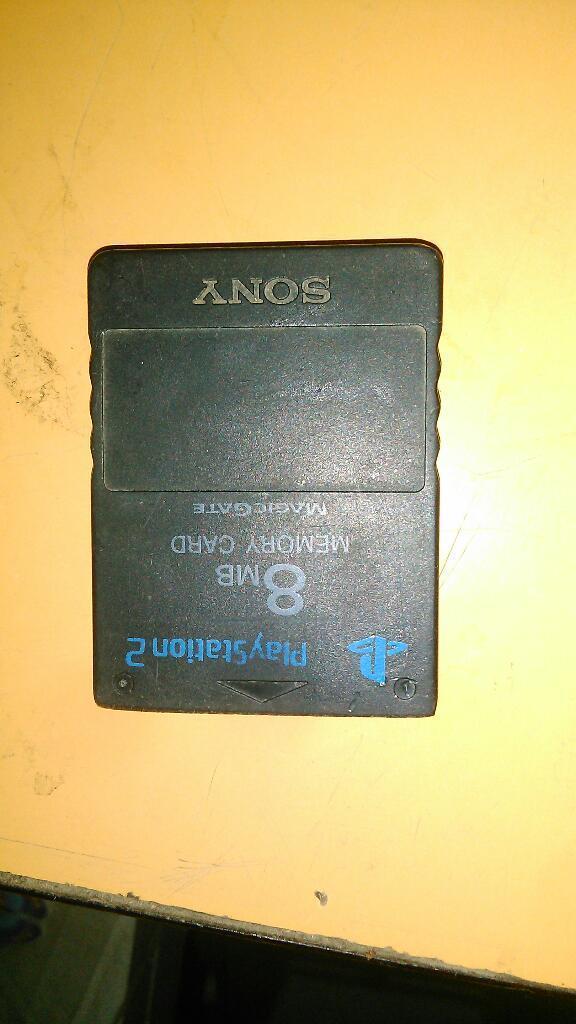 PlayStation 2
8MB
MEMORY CARD
MAGICGATE
SONY